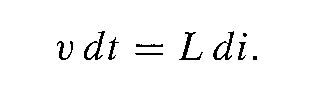 v dt = L di.